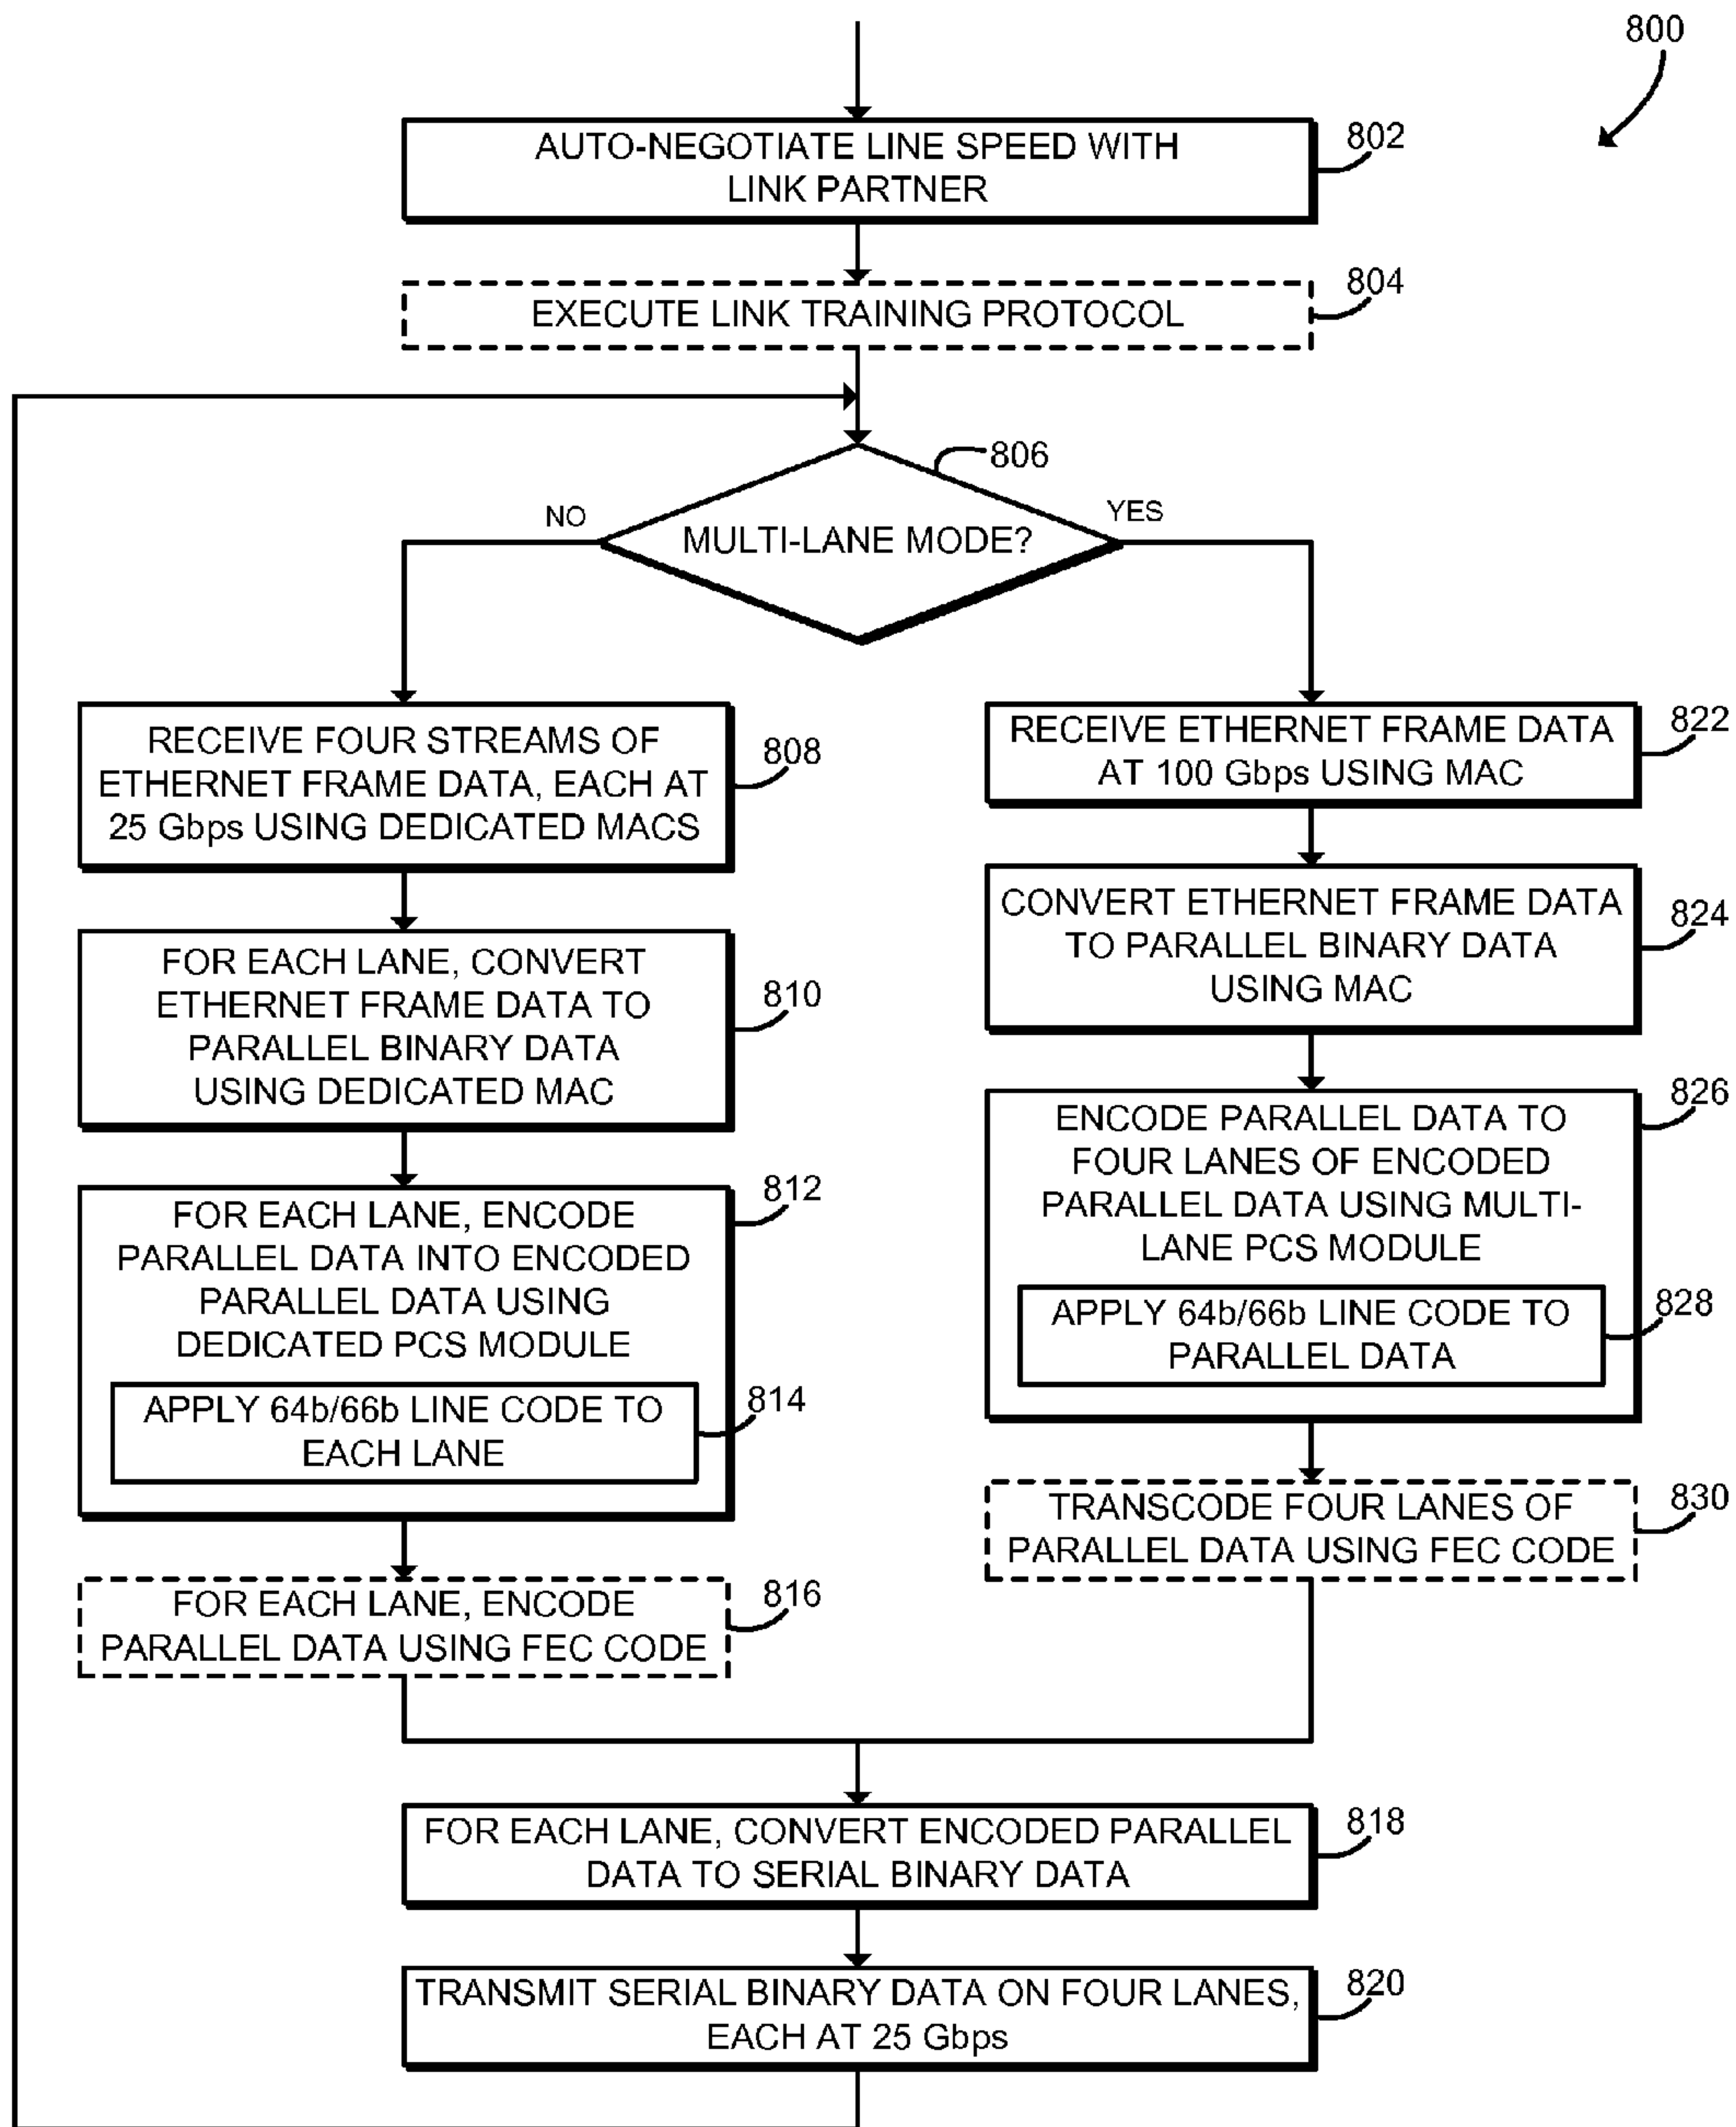 800
AUTO-NEGOTIATE LINE SPEED WITH
LINK PARTNER
802
EXECUTE LINK TRAINING PROTOCOL
804
806
MULTI-LANE MODE?
NO
YES
RECEIVE FOUR STREAMS OF
ETHERNET FRAME DATA, EACH AT
25 Gbps USING DEDICATED MACS
808
FOR EACH LANE, CONVERT
ETHERNET FRAME DATA TO
PARALLEL BINARY DATA
USING DEDICATED MAC
810
FOR EACH LANE, ENCODE
PARALLEL DATA INTO ENCODED
PARALLEL DATA USING
DEDICATED PCS MODULE
812
APPLY 64b/66b LINE CODE TO
EACH LANE
814
FOR EACH LANE, ENCODE
PARALLEL DATA USING FEC CODE
816
RECEIVE ETHERNET FRAME DATA
AT 100 Gbps USING MAC
822
CONVERT ETHERNET FRAME DATA
TO PARALLEL BINARY DATA
USING MAC
824
ENCODE PARALLEL DATA TO
FOUR LANES OF ENCODED
PARALLEL DATA USING MULTI-
LANE PCS MODULE
826
APPLY 64b/66b LINE CODE TO
PARALLEL DATA
828
TRANSCODE FOUR LANES OF
PARALLEL DATA USING FEC CODE
830
FOR EACH LANE, CONVERT ENCODED PARALLEL
DATA TO SERIAL BINARY DATA
818
TRANSMIT SERIAL BINARY DATA ON FOUR LANES,
EACH AT 25 Gbps
820